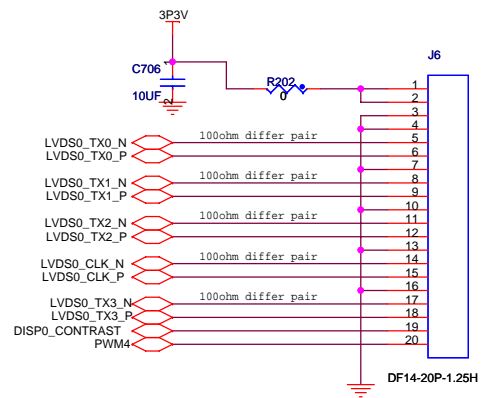 3P3V
J6
C706 1
R202
10UF 2
0
1
2
3
4
LVDS0_TX0_N 100ohm differ pair 5
LVDS0_TX0_P 6
7
LVDS0_TX1_N 100ohm differ pair 8
LVDS0_TX1_P 9
10
LVDS0_TX2_N 100ohm differ pair 11
LVDS0_TX2_P 12
13
LVDS0_CLK_N 100ohm differ pair 14
LVDS0_CLK_P 15
16
LVDS0_TX3_N 100ohm differ pair 17
LVDS0_TX3_P 18
DISP0_CONTRAST 19
PWM4 20
DF14-20P-1.25H